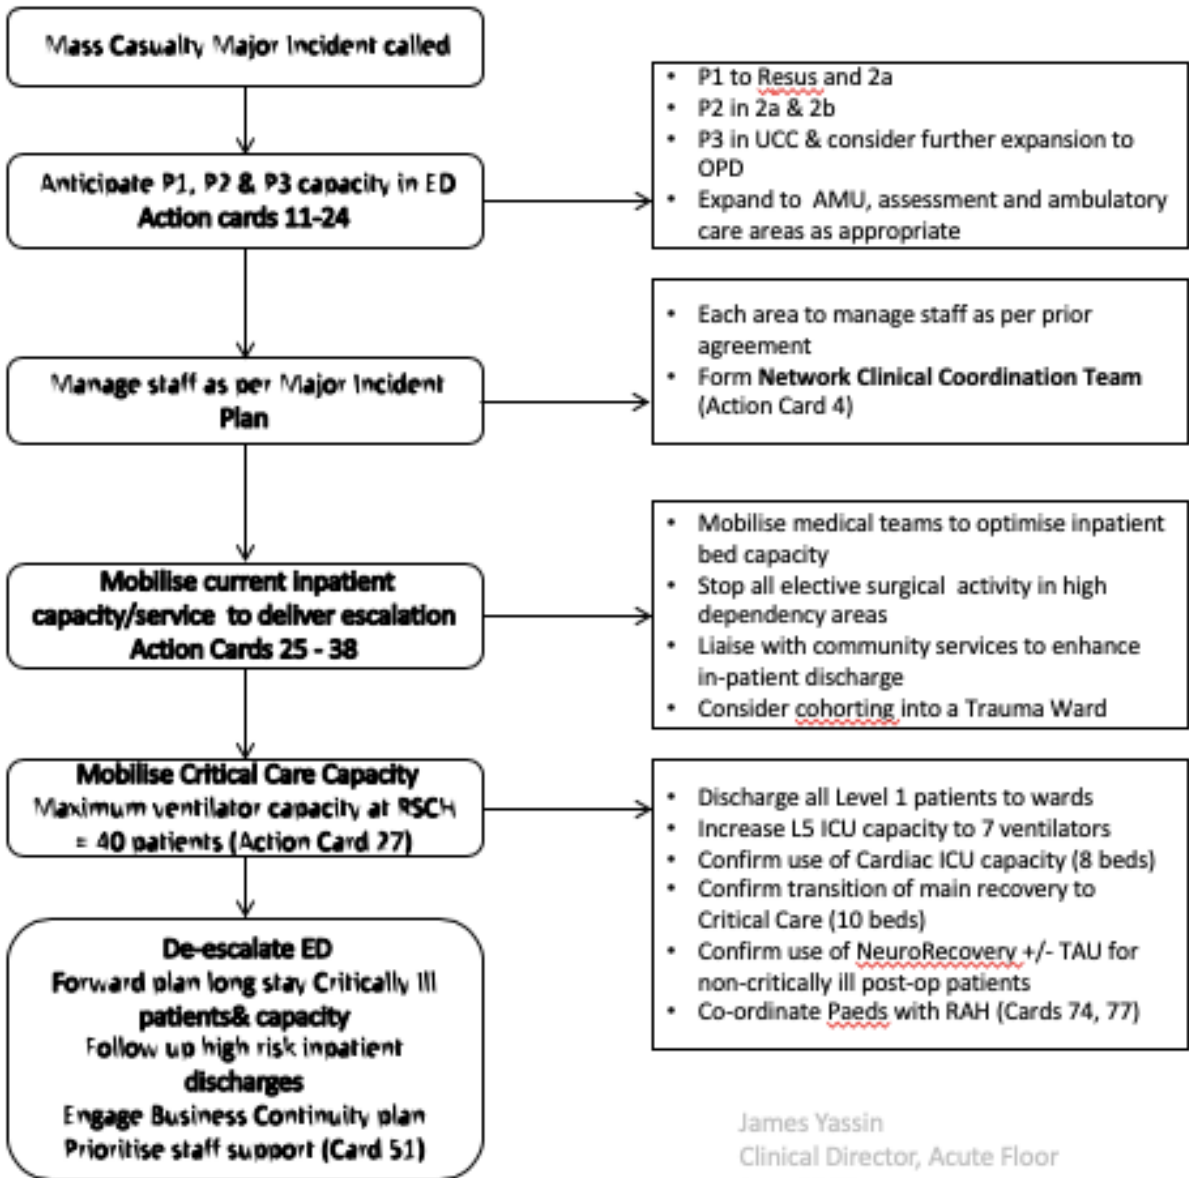 Mass Casualty Major Incident called
Anticipate P1, P2 & P3 capacity in ED
Action cards 11-24
• P1 to Resus and 2a
• P2 in 2a & 2b
• P3 in UCC & consider further expansion to
OPD
• Expand to AMU, assessment and ambulatory
care areas as appropriate
Manage staff as per Major Incident
Plan
• Each area to manage staff as per prior
agreement
• Form Network Clinical Coordination Team
(Action Card 4)
Mobilise current inpatient
capacity/service to deliver escalation
Action Cards 25 - 38
• Mobilise medical teams to optimise inpatient
bed capacity
• Stop all elective surgical activity in high
dependency areas
• Liaise with community services to enhance
in-patient discharge
• Consider cohorting into a Trauma Ward
Mobilise Critical Care Capacity
Maximum ventilator capacity at RSCH
= 40 patients (Action Card 27)
• Discharge all Level 1 patients to wards
• Increase L5 ICU capacity to 7 ventilators
• Confirm use of Cardiac ICU capacity (8 beds)
• Confirm transition of main recovery to
Critical Care (10 beds)
• Confirm use of NeuroRecovery +/- TAU for
non-critically ill post-op patients
• Co-ordinate Paeds with RAH (Cards 74, 77)
De-escalate ED
Forward plan long stay Critically Ill
patients& capacity
Follow up high risk inpatient
discharges
Engage Business Continuity plan
Prioritise staff support (Card 51)
James Yassin
Clinical Director, Acute Floor